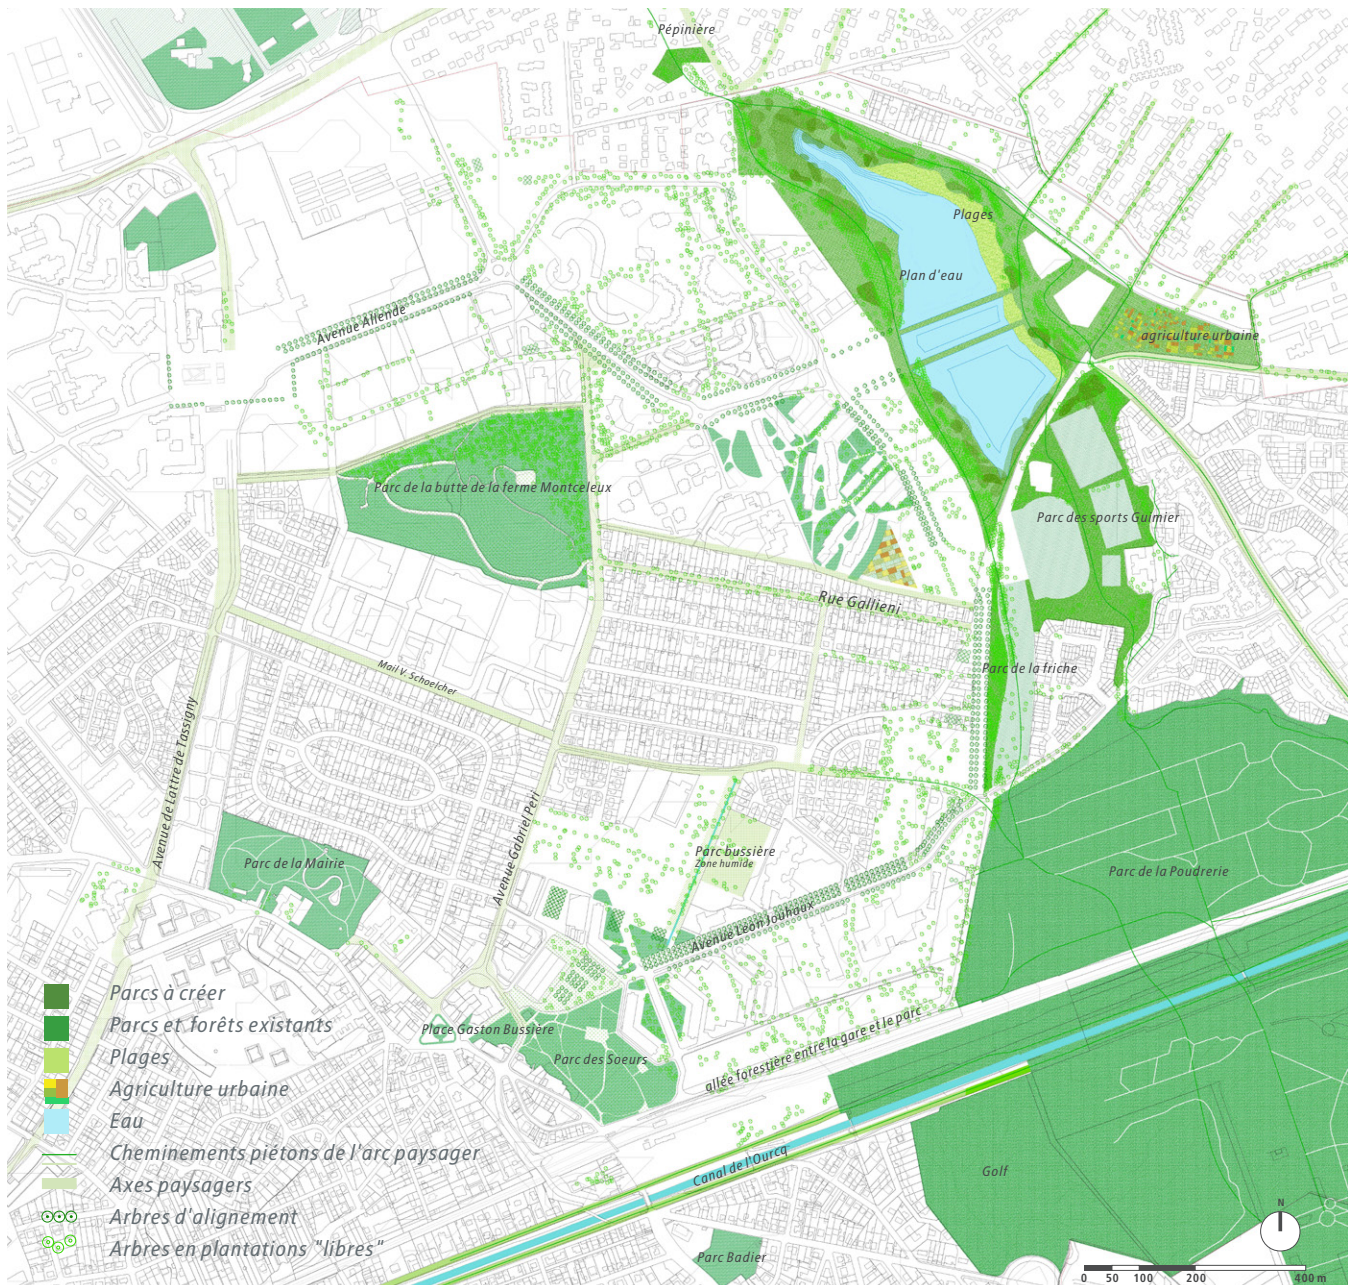 Pépinière
Plages
Plan d'eau
Avenue Allende
agriculture urbaine
Parc de la butte de la ferme Montceleux
Parc des sports Guimier
Rue Gallieni
Mail V. Schoelcher
Parc de la friche
Avenue de Lattre de Tassigny
Avenue Gabriel Péri
Parc de la Mairie
Parc bussière
Zone humide
Parc de la Poudrerie
Avenue Léon Jouhaux
Place Gaston Bussière
Parc des Soeurs
allée forestière entre la gare et le parc
Canal de l'Ourcq
Golf
Parc Badier
Parcs à créer
Parcs et forêts existants
Plages
Agriculture urbaine
Eau
Cheminements piétons de l'arc paysager
Axes paysagers
Arbres d'alignement
Arbres en plantations "libres"
N
0 50 100 200 400 m